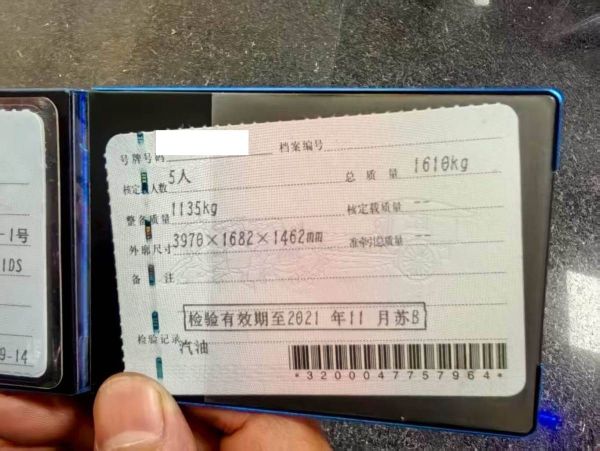 号牌号码 档案编号
核定载人数 5人 总质量 1610kg
整备质量 1135kg 核定载质量 --
外廓尺寸 3970×1682×1462mm 准牵引总质量 --
备注
检验有效期至2021年11月苏B
检验记录 汽油
*3200047757964*
-1号
IDS
9-14